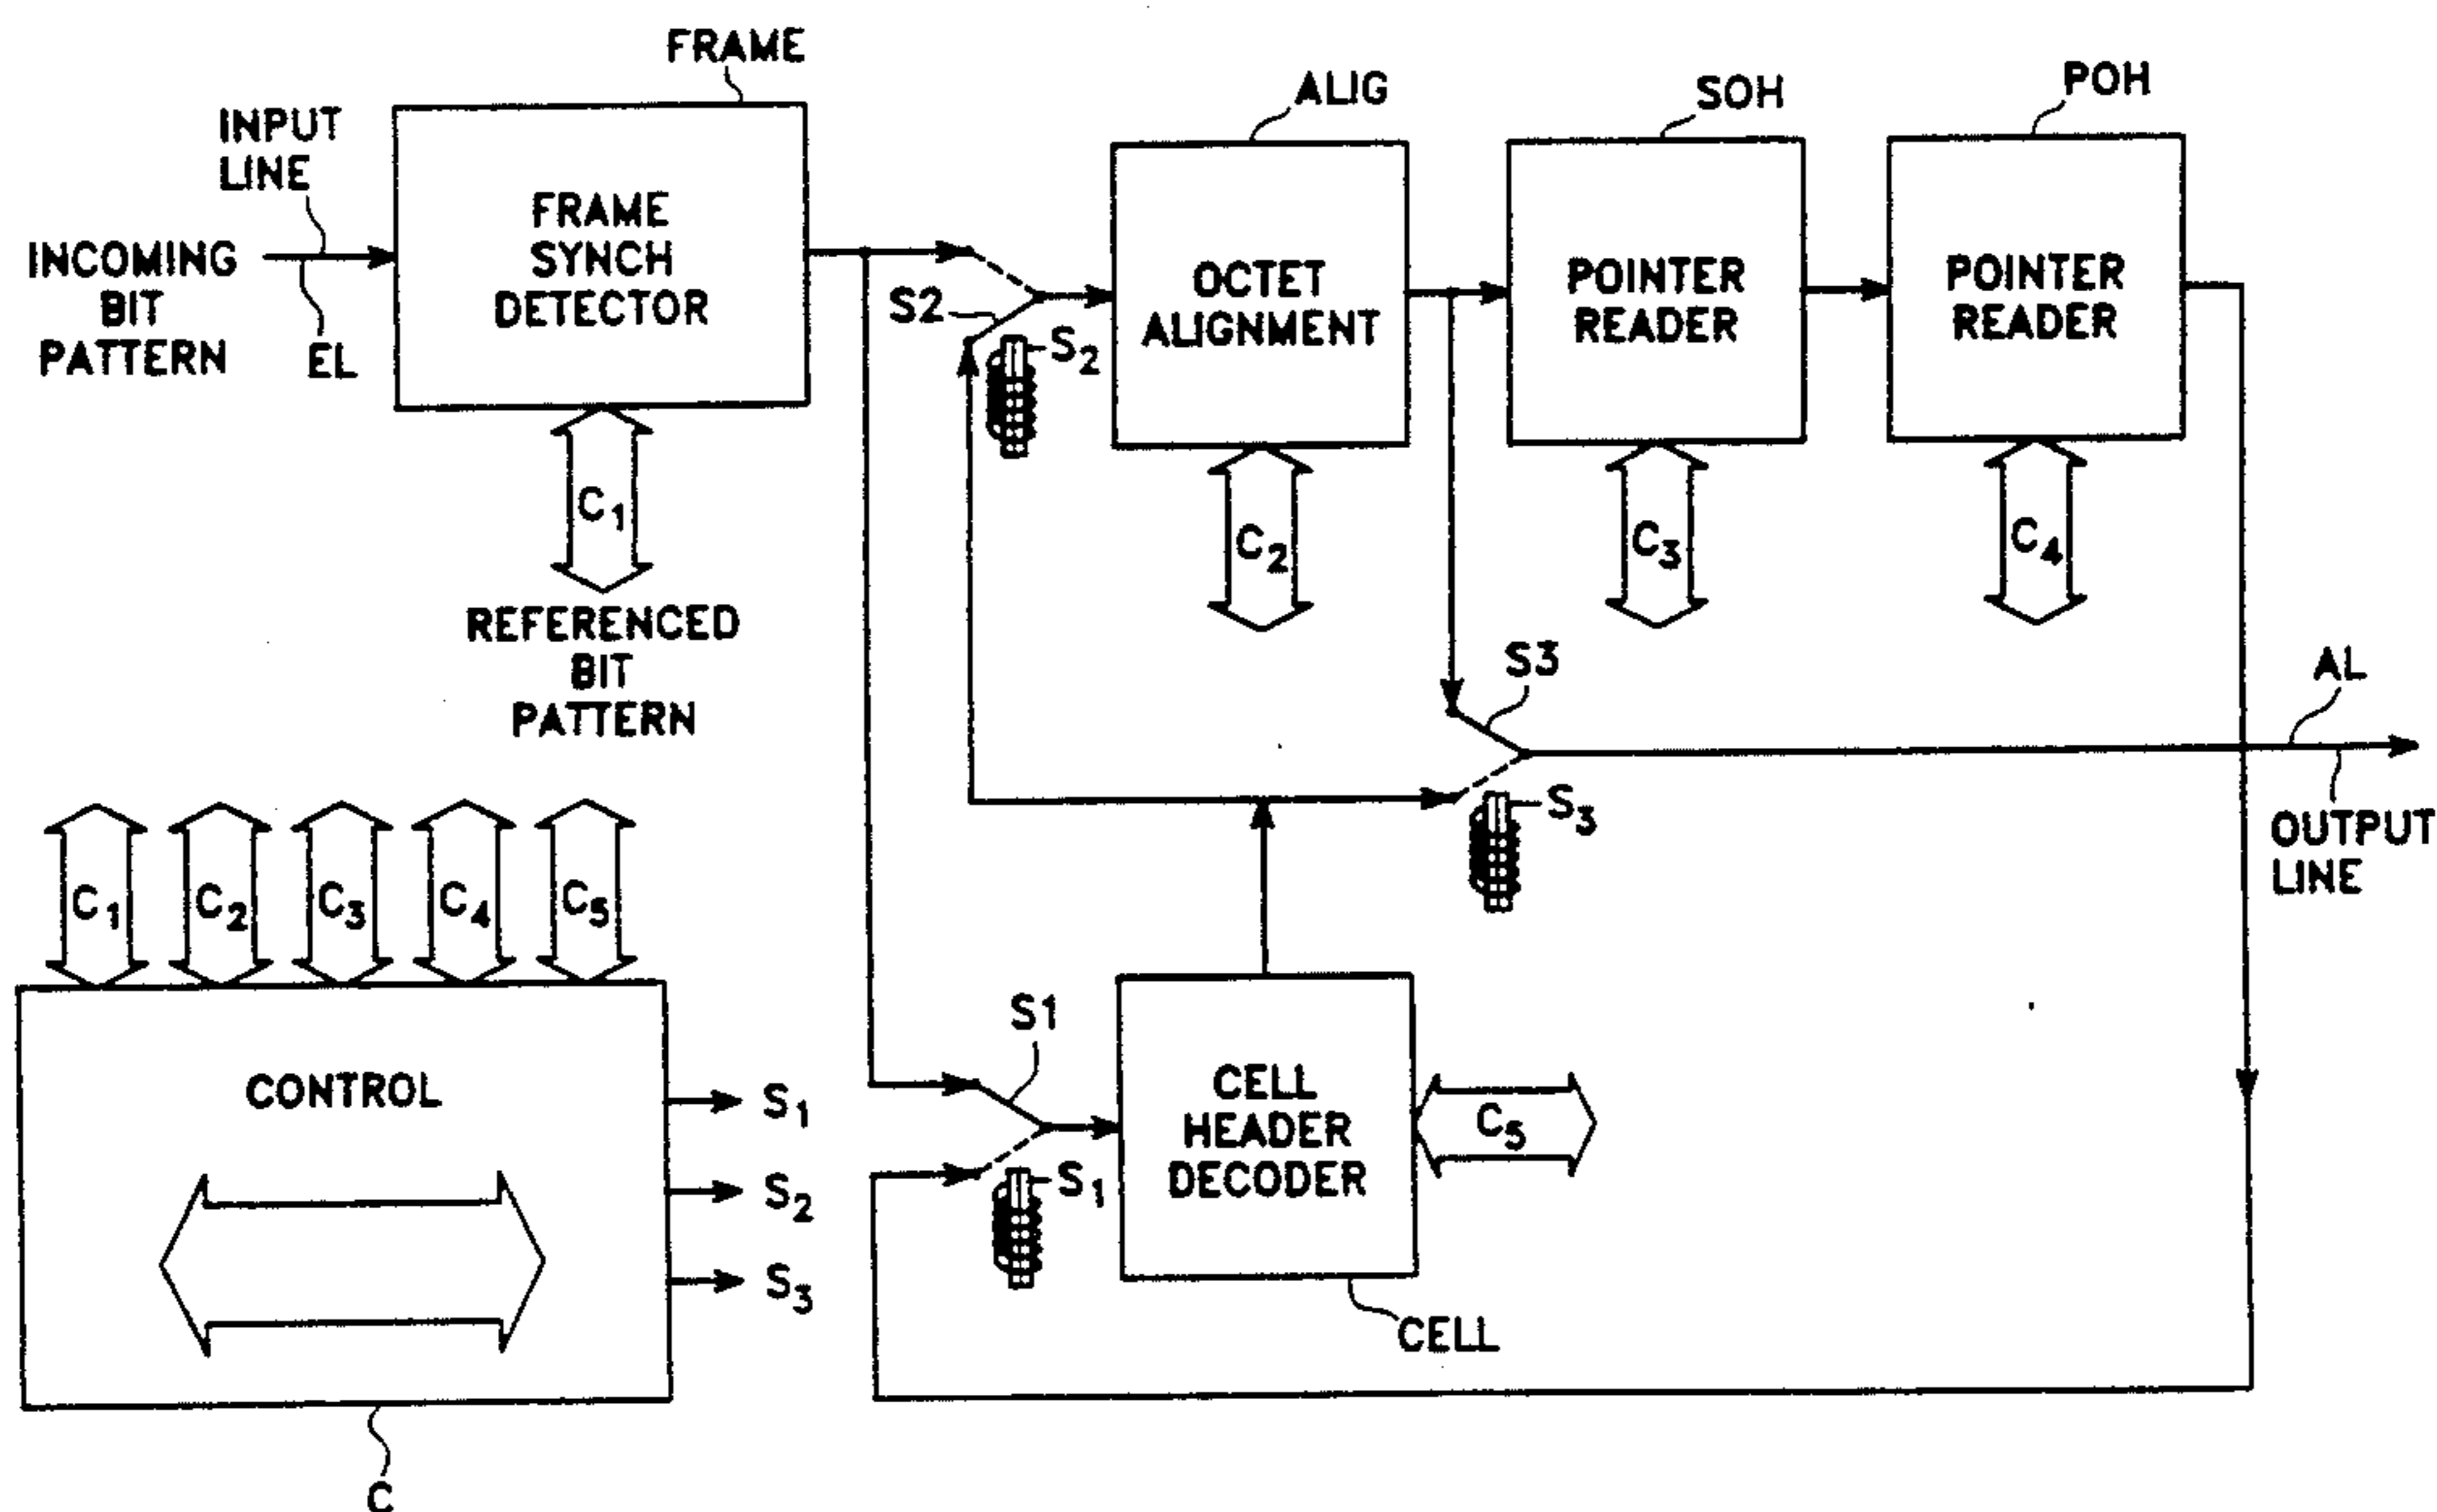 FRAME
INPUT
LINE
INCOMING
BIT
PATTERN
EL
FRAME
SYNCH
DETECTOR
C1
REFERENCED
BIT
PATTERN
S2
S2
ALIG
OCTET
ALIGNMENT
C2
SOH
POINTER
READER
C3
POH
POINTER
READER
C4
S3
S3
AL
OUTPUT
LINE
C1
C2
C3
C4
C5
CONTROL
S1
S2
S3
C
S1
S1
CELL
HEADER
DECODER
C5
CELL